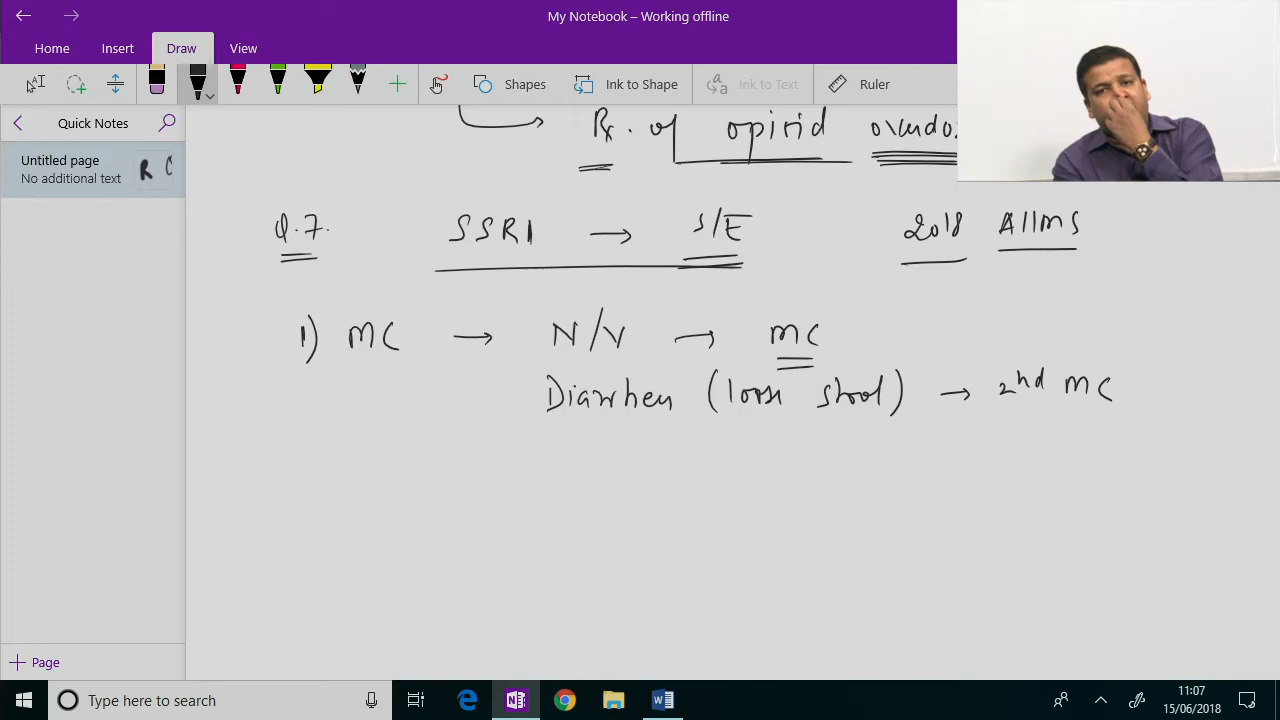 My Notebook – Working offline
Home Insert Draw View
Shapes Ink to Shape Ink to Text Ruler
Quick Notes
Untitled page
No additional text
Rx. of opioid overdo
Q.7. SSRI → S/E 2018 AIIMS
1) MC → N/V → MC
Diarrhea (loose stool) → 2nd MC
+ Page
Type here to search
11:07
15/06/2018